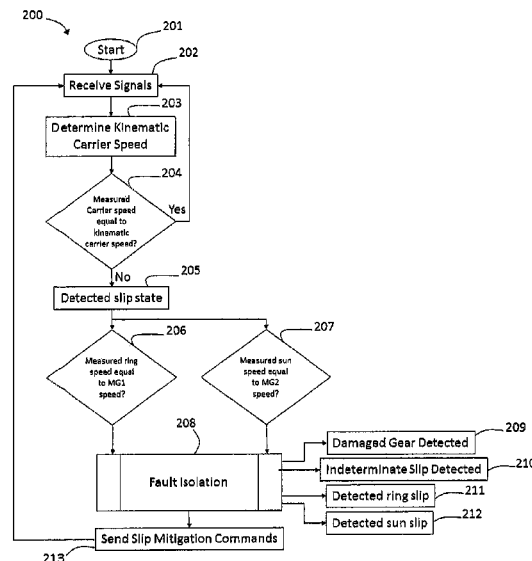 200
201
Start
202
Receive Signals
203
Determine Kinematic
Carrier Speed
204
Measured
Carrier speed
equal to
kinematic
carrier speed?
Yes
No
205
Detected slip state
206
207
Measured ring
speed equal
to MG1
speed?
Measured sun
speed equal
to MG2
speed?
208
209
Fault Isolation
Damaged Gear Detected
210
Indeterminate Slip Detected
Detected ring slip
211
Detected sun slip
212
213
Send Slip Mitigation Commands